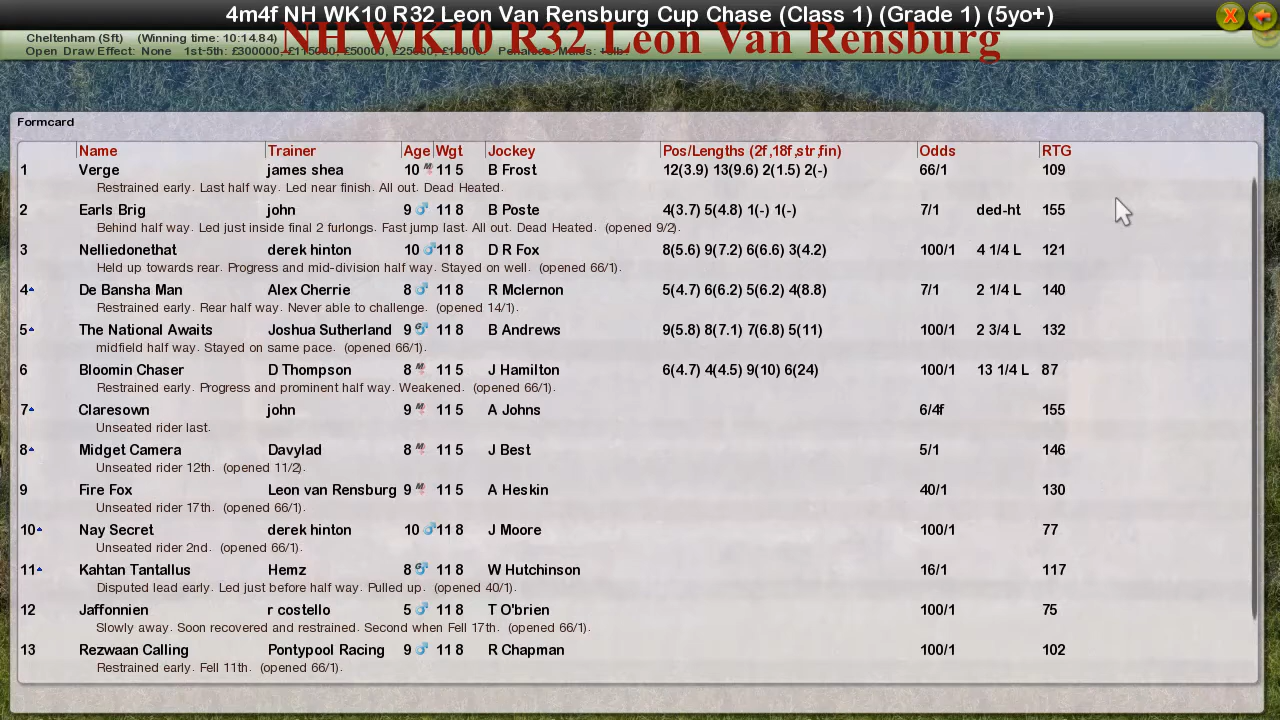 4m4f NH WK10 R32 Leon Van Rensburg Cup Chase (Class 1) (Grade 1) (5yo+)
NH WK10 R32 Leon Van Rensburg
Cheltenham (Sft) (Winning time: 10:14.84)
Open Draw Effect: None 1st-5th: £300000, £115000, £50000, £25000, £10000. Penalties: Males: +3lb.
Formcard
Name Trainer Age Wgt Jockey Pos/Lengths (2f,18f,str,fin) Odds RTG
1 Verge james shea 10 11 5 B Frost 12(3.9) 13(9.6) 2(1.5) 2(-) 66/1 109
Restrained early. Last half way. Led near finish. All out. Dead Heated.
2 Earls Brig john 9 11 8 B Poste 4(3.7) 5(4.8) 1(-) 1(-) 7/1 ded-ht 155
Behind half way. Led just inside final 2 furlongs. Fast jump last. All out. Dead Heated. (opened 9/2).
3 Nelliedonethat derek hinton 10 11 8 D R Fox 8(5.6) 9(7.2) 6(6.6) 3(4.2) 100/1 4 1/4 L 121
Held up towards rear. Progress and mid-division half way. Stayed on well. (opened 66/1).
4 De Bansha Man Alex Cherrie 8 11 8 R Mclernon 5(4.7) 6(6.2) 5(6.2) 4(8.8) 7/1 2 1/4 L 140
Restrained early. Rear half way. Never able to challenge. (opened 14/1).
5 The National Awaits Joshua Sutherland 9 11 8 B Andrews 9(5.8) 8(7.1) 7(6.8) 5(11) 100/1 2 3/4 L 132
midfield half way. Stayed on same pace. (opened 66/1).
6 Bloomin Chaser D Thompson 8 11 5 J Hamilton 6(4.7) 4(4.5) 9(10) 6(24) 100/1 13 1/4 L 87
Restrained early. Progress and prominent half way. Weakened. (opened 66/1).
7 Claresown john 9 11 5 A Johns 6/4f 155
Unseated rider last.
8 Midget Camera Davylad 8 11 5 J Best 5/1 146
Unseated rider 12th. (opened 11/2).
9 Fire Fox Leon van Rensburg 9 11 5 A Heskin 40/1 130
Unseated rider 17th. (opened 66/1).
10 Nay Secret derek hinton 10 11 8 J Moore 100/1 77
Unseated rider 2nd. (opened 66/1).
11 Kahtan Tantallus Hemz 8 11 8 W Hutchinson 16/1 117
Disputed lead early. Led just before half way. Pulled up. (opened 40/1).
12 Jaffonnien r costello 5 11 8 T O'brien 100/1 75
Slowly away. Soon recovered and restrained. Second when Fell 17th. (opened 66/1).
13 Rezwaan Calling Pontypool Racing 9 11 8 R Chapman 100/1 102
Restrained early. Fell 11th. (opened 66/1).